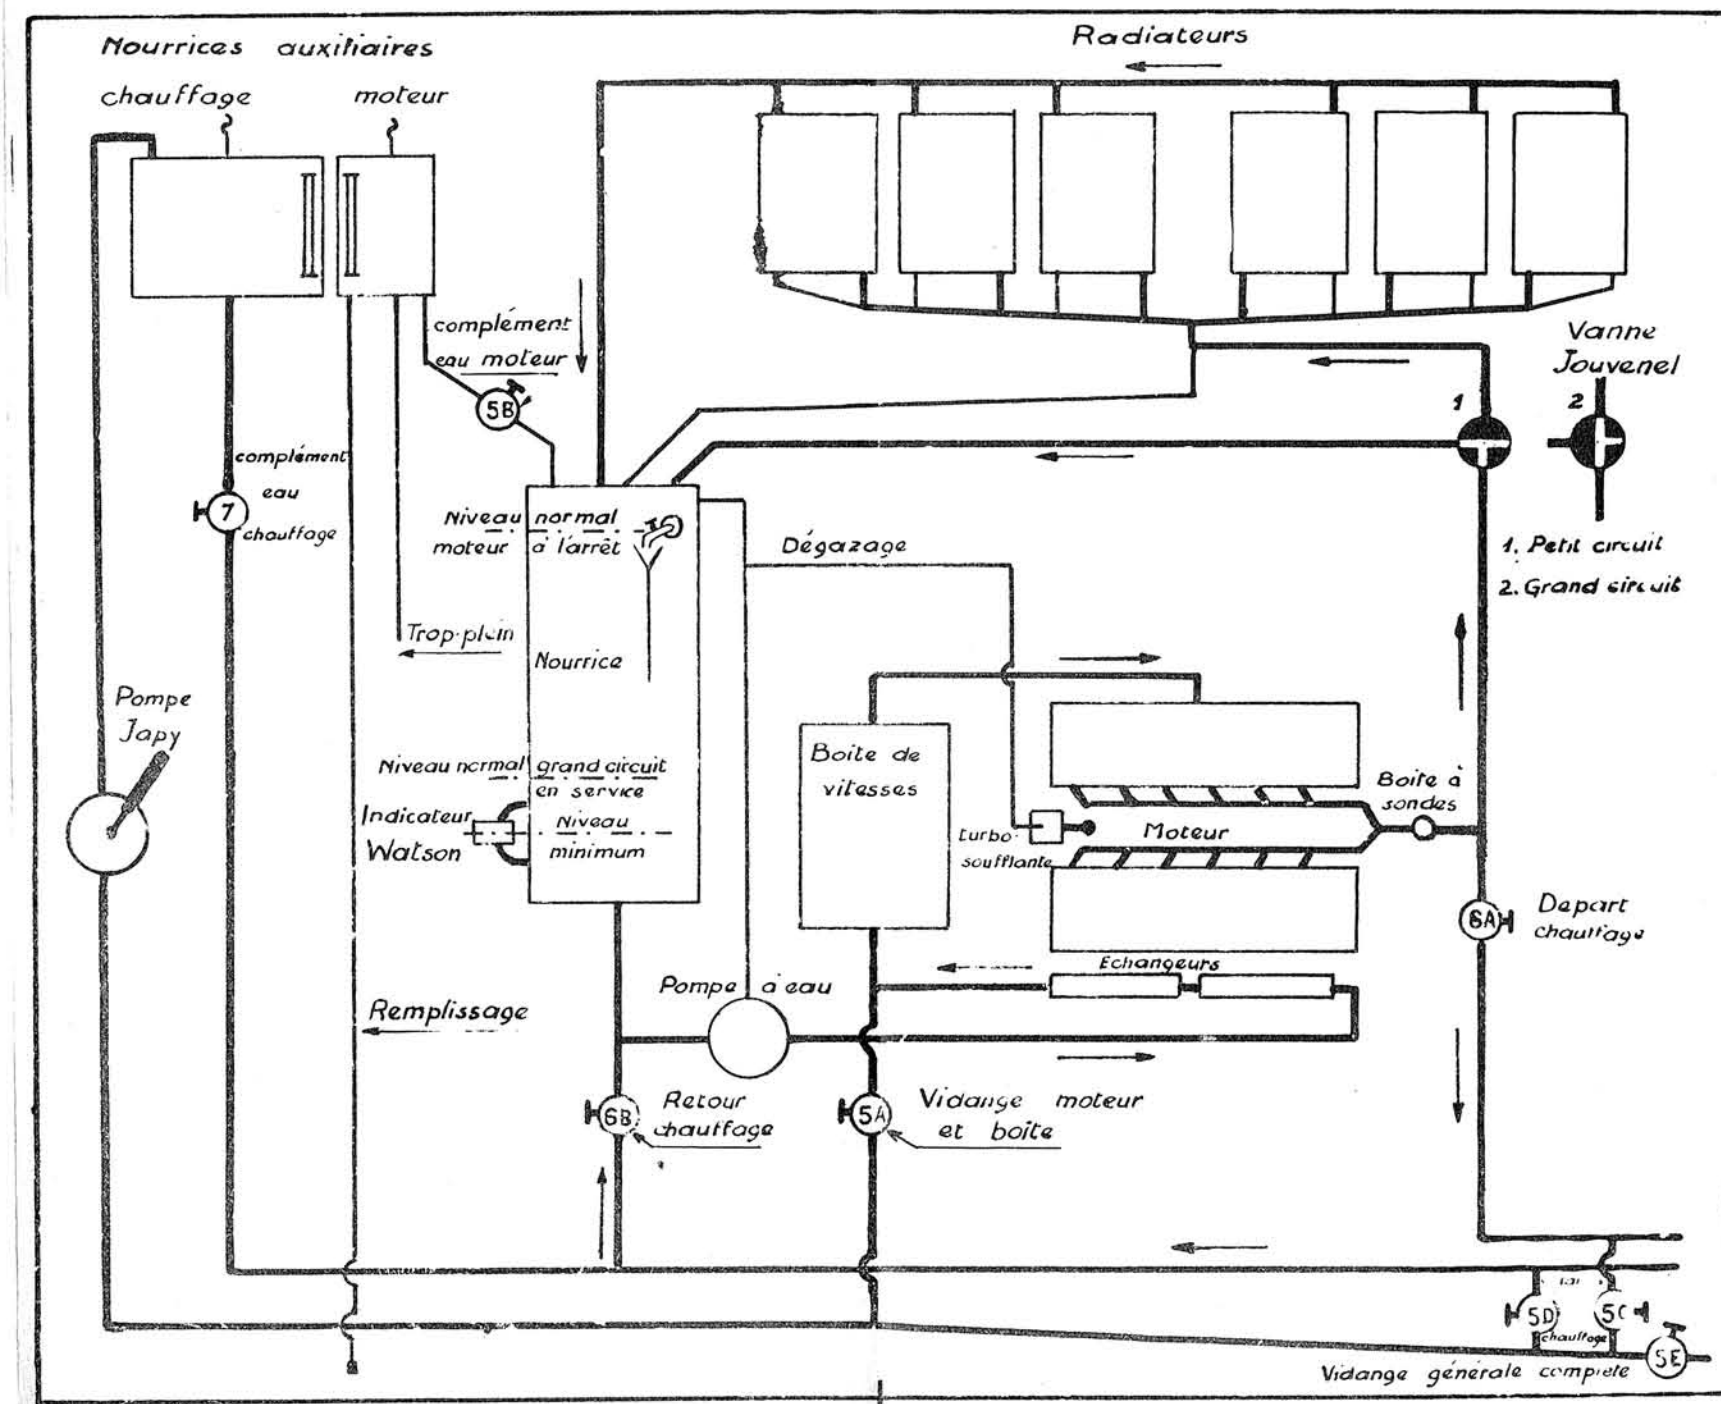 Nourrices auxiliaires
chauffage
moteur
Radiateurs
complément
eau moteur
5B
Vanne
Jouvenel
1
2
1. Petit circuit
2. Grand circuit
complément
eau
chauffage
7
Niveau normal
moteur à l'arrêt
Dégazage
Trop-plein
Nourrice
Pompe
Japy
Niveau normal grand circuit
en service
Indicateur
Watson
Niveau
minimum
Boite de
vitesses
Boite à
sondes
Moteur
turbo-
soufflante
6A
Depart
chauffage
Echangeurs
Pompe à eau
Remplissage
6B
Retour
chauffage
5A
Vidange moteur
et boîte
5D
5C
chauffage
5E
Vidange générale complète